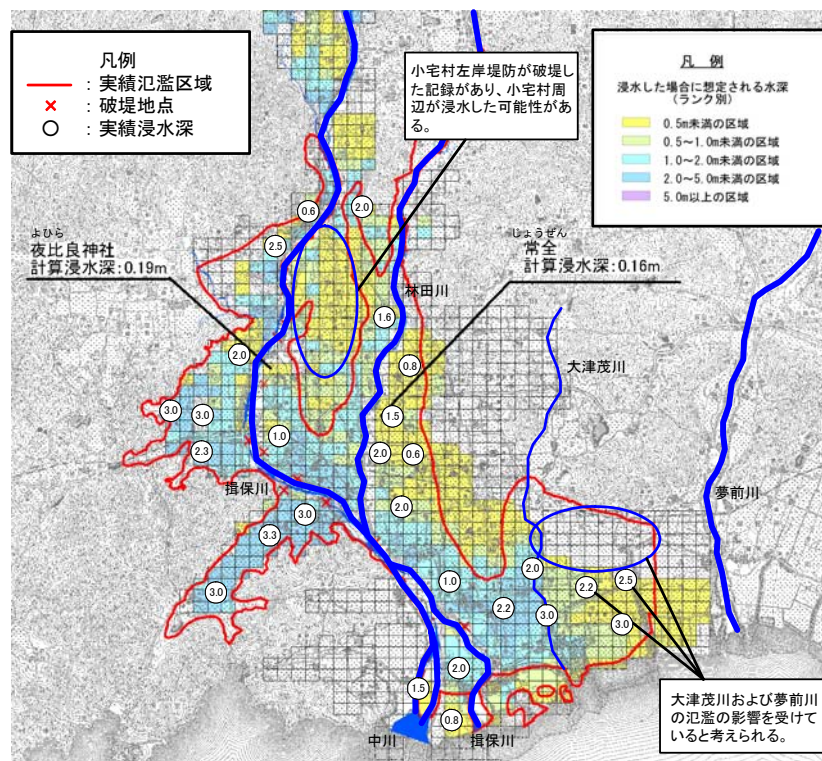 凡例
：実績氾濫区域
× ：破堤地点
○ ：実績浸水深
小宅村左岸堤防が破堤し
た記録があり、小宅村周
辺が浸水した可能性があ
る。
凡 例
浸水した場合に想定される水深
(ランク別)
0.5m未満の区域
0.5～1.0m未満の区域
1.0～2.0m未満の区域
2.0～5.0m未満の区域
5.0m以上の区域
0.6
2.0
2.5
よひら
夜比良神社
計算浸水深:0.19m
じょうぜん
常全
計算浸水深:0.16m
林田川
1.6
大津茂川
2.0
0.8
3.0
3.0
1.5
1.0
2.3
2.0
0.6
揖保川
夢前川
2.0
3.0
3.3
3.0
1.0
2.0
2.2
2.5
2.2
3.0
3.0
2.0
1.5
0.8
中川
揖保川
大津茂川および夢前川
の氾濫の影響を受けて
いると考えられる。